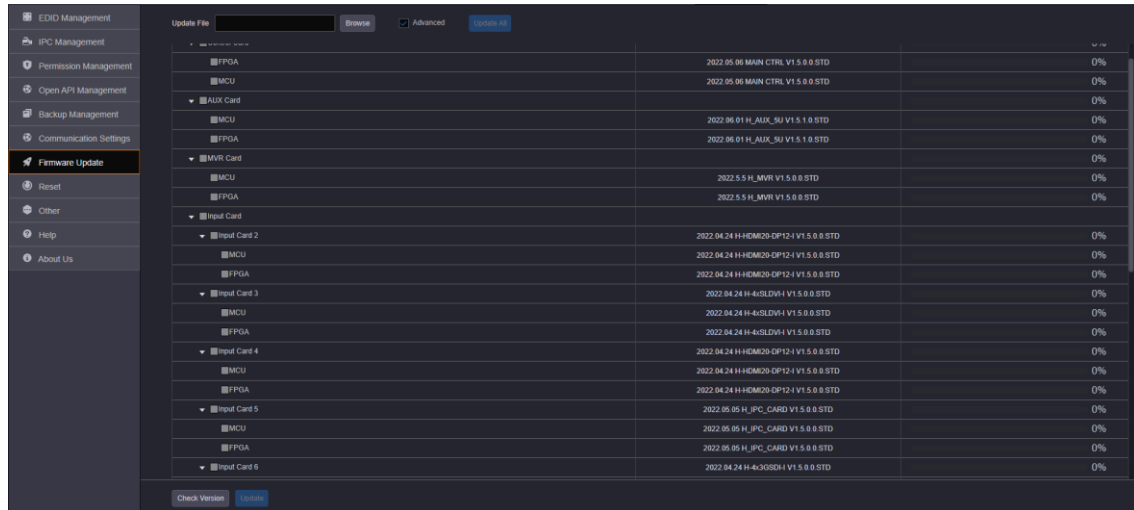 EDID Management
IPC Management
Permission Management
Open API Management
Backup Management
Communication Settings
Firmware Update
Reset
Other
Help
About Us
Update File Browse Advanced Update All
FPGA 2022.05.06 MAIN CTRL V1.5.0.0.STD 0%
MCU 2022.05.06 MAIN CTRL V1.5.0.0.STD 0%
AUX Card 0%
MCU 2022.06.01 H_AUX_5U V1.5.1.0.STD 0%
FPGA 2022.06.01 H_AUX_5U V1.5.1.0.STD 0%
MVR Card 0%
MCU 2022.5.5 H_MVR V1.5.0.0.STD 0%
FPGA 2022.5.5 H_MVR V1.5.0.0.STD 0%
Input Card
Input Card 2 2022.04.24 H-HDMI20-DP12-I V1.5.0.0.STD 0%
MCU 2022.04.24 H-HDMI20-DP12-I V1.5.0.0.STD 0%
FPGA 2022.04.24 H-HDMI20-DP12-I V1.5.0.0.STD 0%
Input Card 3 2022.04.24 H-4xSLDVI-I V1.5.0.0.STD 0%
MCU 2022.04.24 H-4xSLDVI-I V1.5.0.0.STD 0%
FPGA 2022.04.24 H-4xSLDVI-I V1.5.0.0.STD 0%
Input Card 4 2022.04.24 H-HDMI20-DP12-I V1.5.0.0.STD 0%
MCU 2022.04.24 H-HDMI20-DP12-I V1.5.0.0.STD 0%
FPGA 2022.04.24 H-HDMI20-DP12-I V1.5.0.0.STD 0%
Input Card 5 2022.05.05 H_IPC_CARD V1.5.0.0.STD 0%
MCU 2022.05.05 H_IPC_CARD V1.5.0.0.STD 0%
FPGA 2022.05.05 H_IPC_CARD V1.5.0.0.STD 0%
Input Card 6 2022.04.24 H-4x3GSDI-I V1.5.0.0.STD 0%
Check Version Update